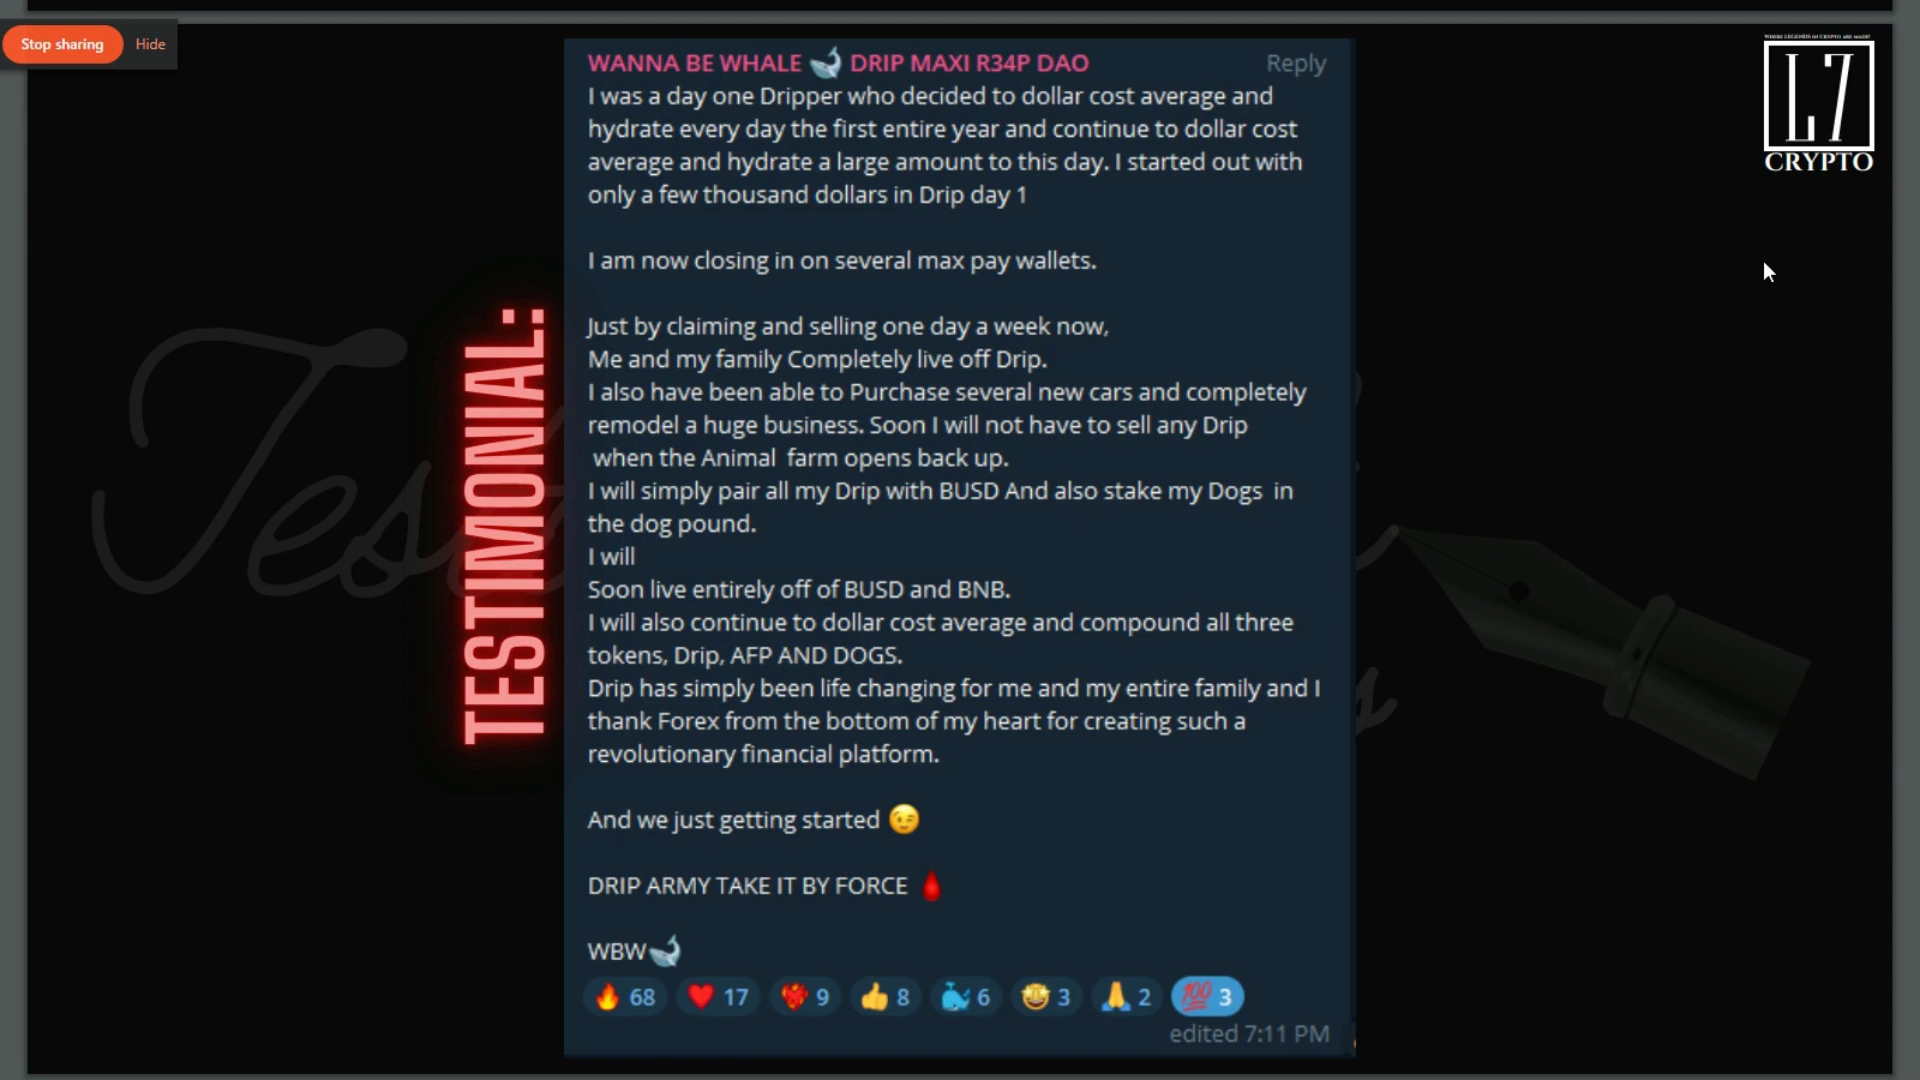 Stop sharing
Hide
WHERE LEGENDS IN CRYPTO ARE MADE!
L7
CRYPTO
TESTIMONIAL:
WANNA BE WHALE 🐳 DRIP MAXI R34P DAO
Reply
I was a day one Dripper who decided to dollar cost average and
hydrate every day the first entire year and continue to dollar cost
average and hydrate a large amount to this day. I started out with
only a few thousand dollars in Drip day 1
I am now closing in on several max pay wallets.
Just by claiming and selling one day a week now,
Me and my family Completely live off Drip.
I also have been able to Purchase several new cars and completely
remodel a huge business. Soon I will not have to sell any Drip
when the Animal  farm opens back up.
I will simply pair all my Drip with BUSD And also stake my Dogs  in
the dog pound.
I will
Soon live entirely off of BUSD and BNB.
I will also continue to dollar cost average and compound all three
tokens, Drip, AFP AND DOGS.
Drip has simply been life changing for me and my entire family and I
thank Forex from the bottom of my heart for creating such a
revolutionary financial platform.
And we just getting started 😉
DRIP ARMY TAKE IT BY FORCE 🩸
WBW🐋
🔥 68 ❤️ 17 ❤️‍🔥 9 👍 8 🐳 6 🤩 3 🙏 2 💯 3
edited 7:11 PM